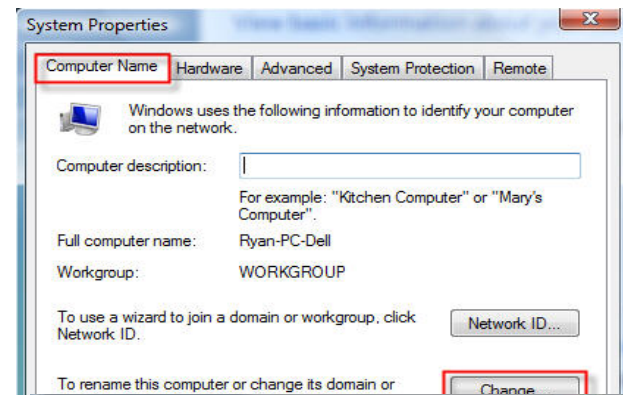 System Properties
Computer Name Hardware Advanced System Protection Remote
Windows uses the following information to identify your computer
on the network.
Computer description:
For example: "Kitchen Computer" or "Mary's
Computer".
Full computer name: Ryan-PC-Dell
Workgroup: WORKGROUP
To use a wizard to join a domain or workgroup, click
Network ID.
Network ID...
To rename this computer or change its domain or
Change...